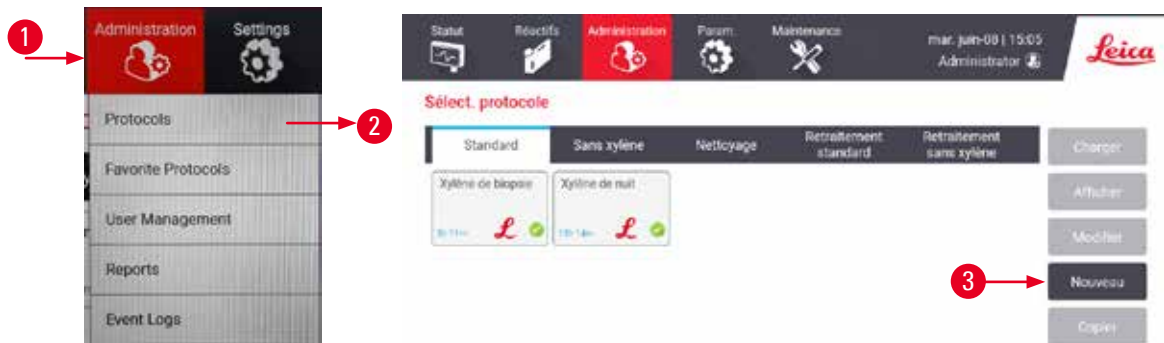 1
Administration
Settings
Protocols
2
Favorite Protocols
User Management
Reports
Event Logs
Statut
Réactifs
Administration
Param.
Maintenance
mar. juin-08 | 15:05
Administrator
Leica
Sélect. protocole
Standard
Sans xylène
Nettoyage
Retraitement standard
Retraitement sans xylène
Charger
Xylène de biopsie
Xylène de nuit
Afficher
Modifier
3
Nouveau
Copier